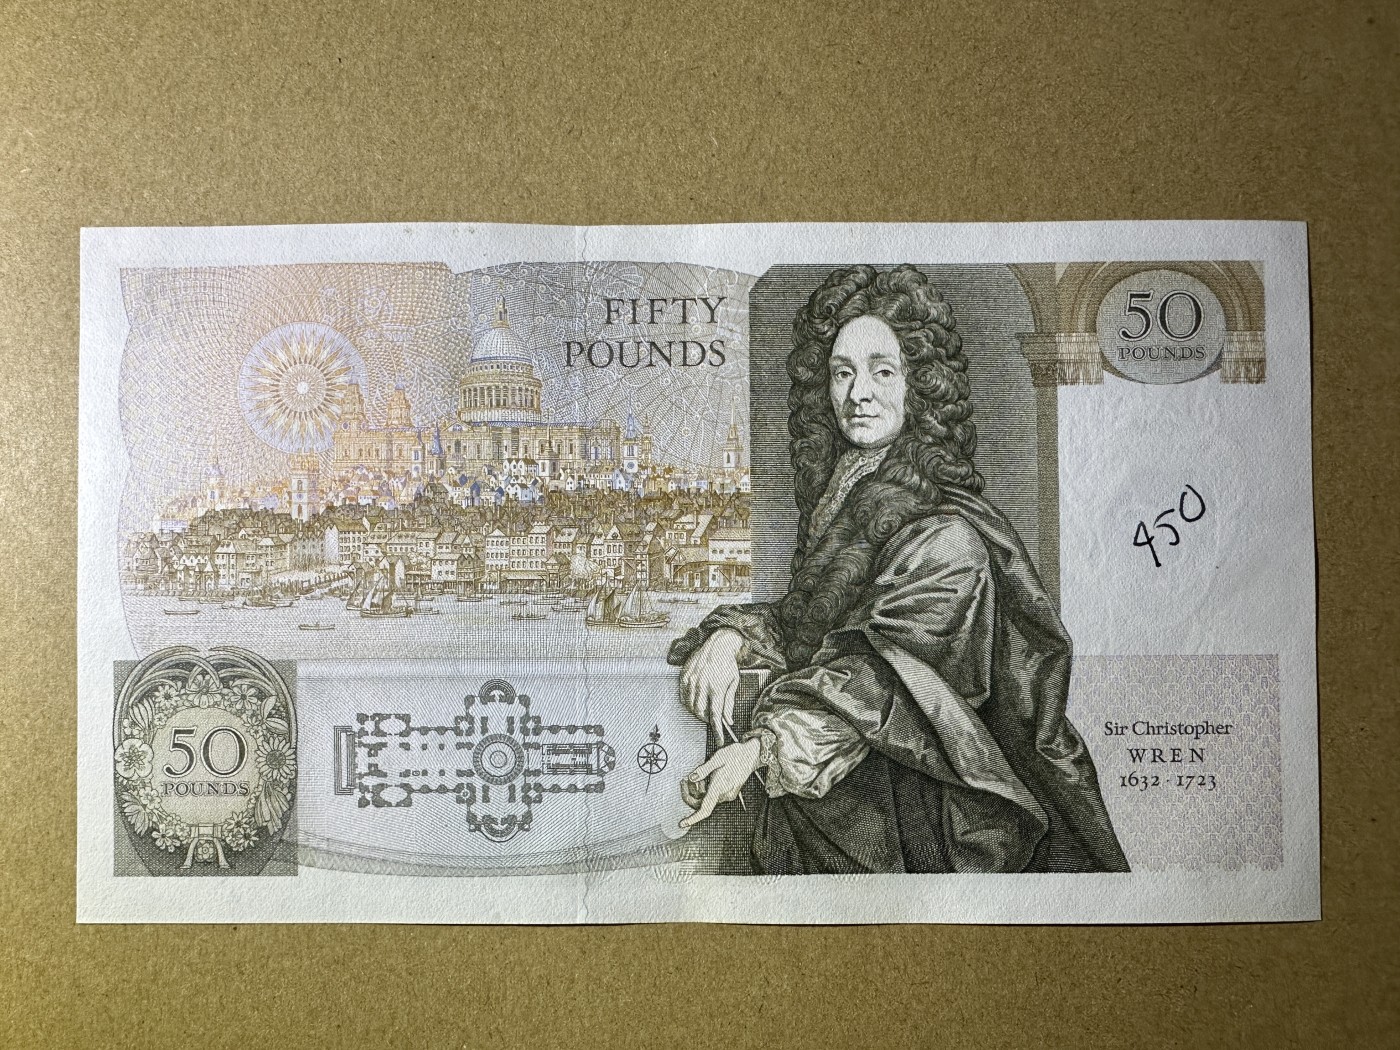 FIFTY
POUNDS
50
POUNDS
450
50
POUNDS
Sir Christopher
WREN
1632 · 1723